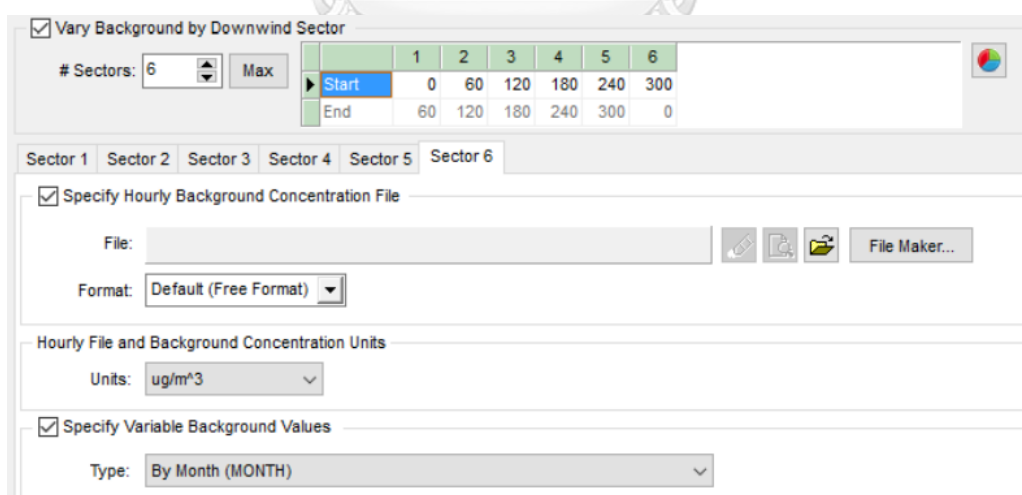 Vary Background by Downwind Sector
# Sectors: 6 Max
1 2 3 4 5 6
Start 0 60 120 180 240 300
End 60 120 180 240 300 0
Sector 1 Sector 2 Sector 3 Sector 4 Sector 5 Sector 6
Specify Hourly Background Concentration File
File: File Maker...
Format: Default (Free Format)
Hourly File and Background Concentration Units
Units: ug/m^3
Specify Variable Background Values
Type: By Month (MONTH)